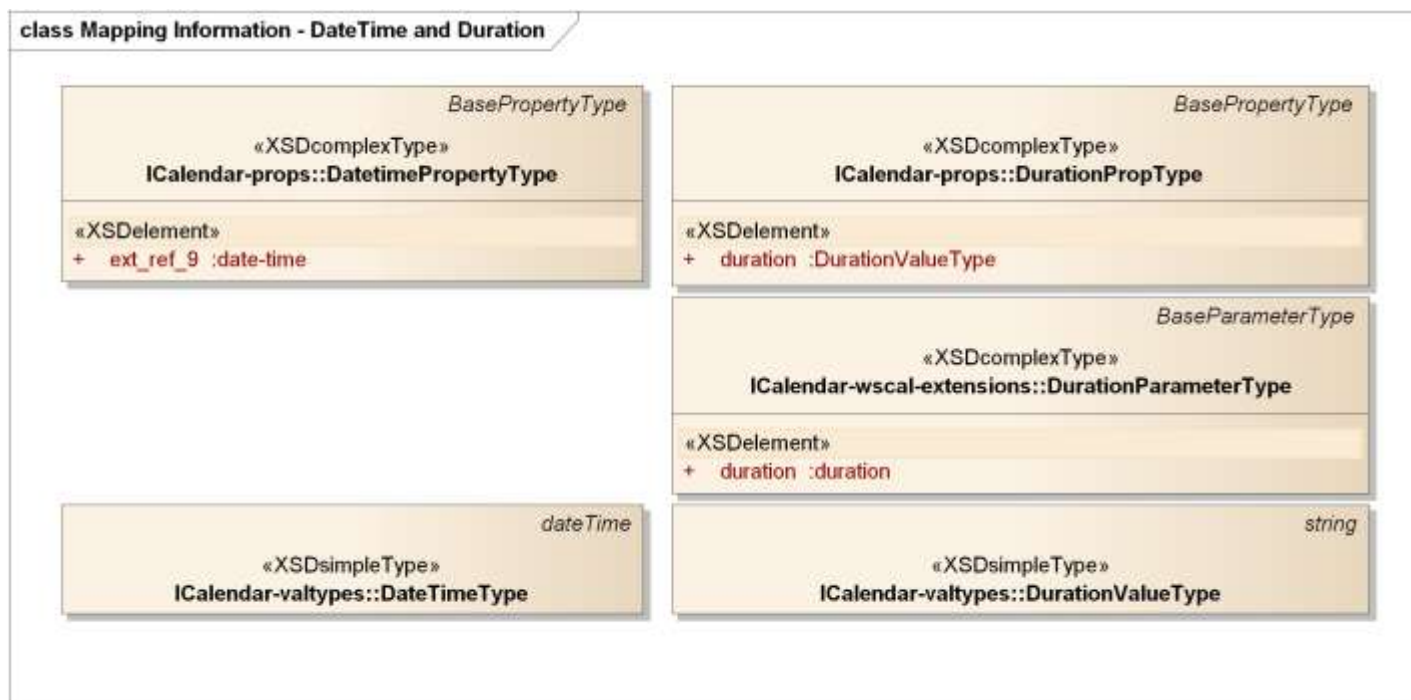 class Mapping Information - DateTime and Duration
BasePropertyType
«XSDcomplexType»
ICalendar-props::DatetimePropertyType
«XSDelement»
+ ext_ref_9 :date-time
BasePropertyType
«XSDcomplexType»
ICalendar-props::DurationPropType
«XSDelement»
+ duration :DurationValueType
BaseParameterType
«XSDcomplexType»
ICalendar-wscal-extensions::DurationParameterType
«XSDelement»
+ duration :duration
dateTime
«XSDsimpleType»
ICalendar-valtypes::DateTimeType
string
«XSDsimpleType»
ICalendar-valtypes::DurationValueType